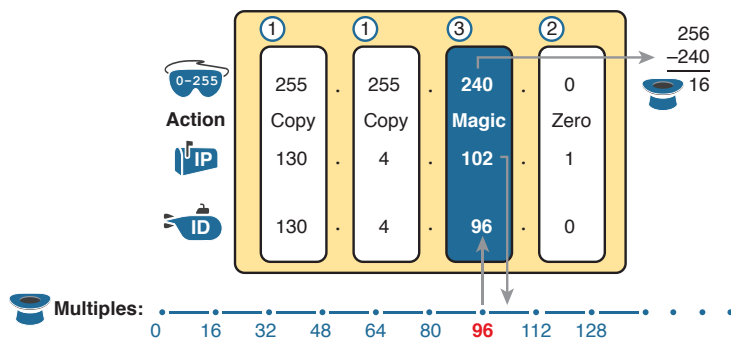 1 1 3 2
256
–240
16
0-255 255 . 255 . 240 . 0
Action Copy Copy Magic Zero
IP 130 . 4 . 102 . 1
ID 130 . 4 . 96 . 0
Multiples:
0 16 32 48 64 80 96 112 128